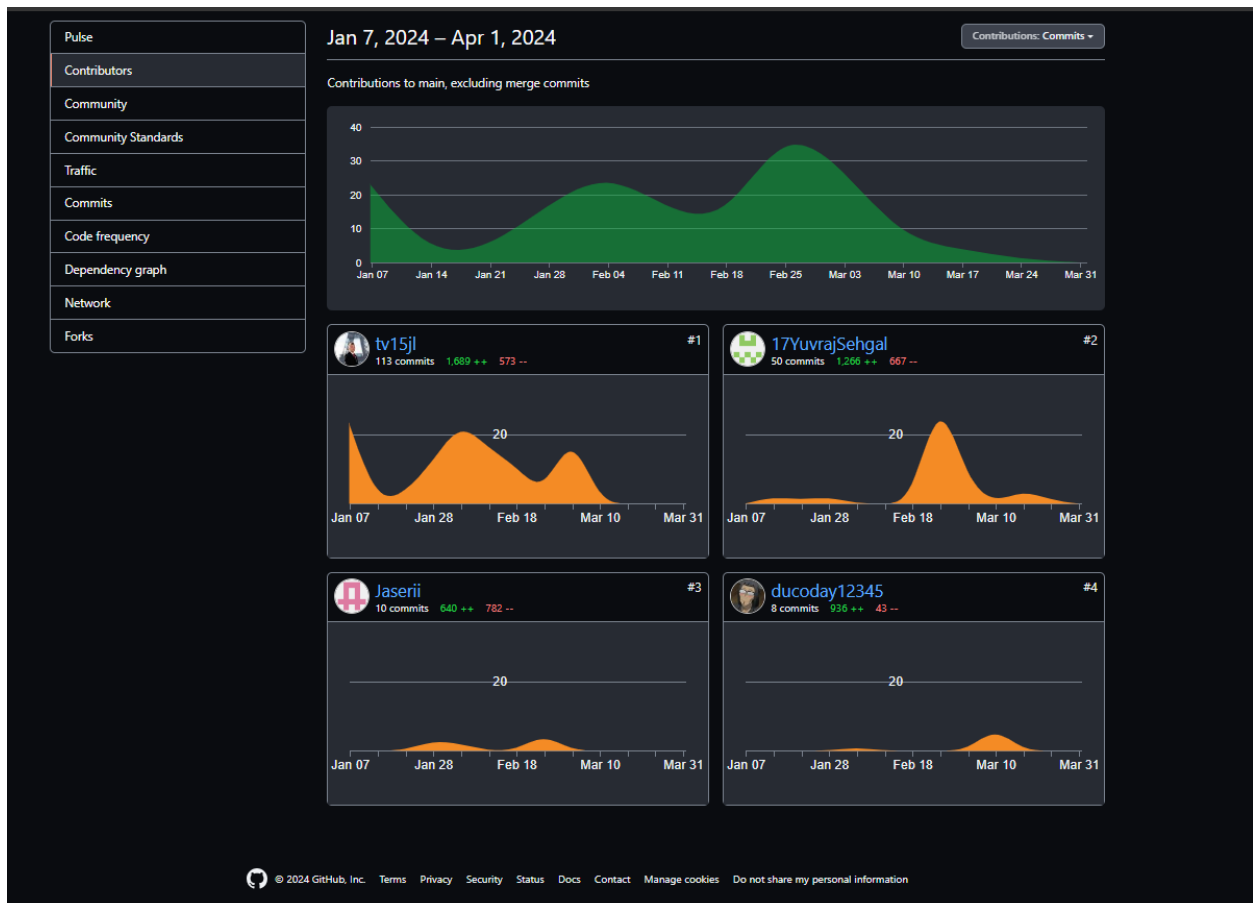 Pulse
Contributors
Community
Community Standards
Traffic
Commits
Code frequency
Dependency graph
Network
Forks
Jan 7, 2024 – Apr 1, 2024
Contributions: Commits
Contributions to main, excluding merge commits
40
30
20
10
0
Jan 07 Jan 14 Jan 21 Jan 28 Feb 04 Feb 11 Feb 18 Feb 25 Mar 03 Mar 10 Mar 17 Mar 24 Mar 31
tv15jl #1
113 commits 1,689 ++ 573 --
20
Jan 07 Jan 28 Feb 18 Mar 10 Mar 31
17YuvrajSehgal #2
50 commits 1,266 ++ 667 --
20
Jan 07 Jan 28 Feb 18 Mar 10 Mar 31
Jaserii #3
10 commits 640 ++ 782 --
20
Jan 07 Jan 28 Feb 18 Mar 10 Mar 31
ducoday12345 #4
8 commits 936 ++ 43 --
20
Jan 07 Jan 28 Feb 18 Mar 10 Mar 31
© 2024 GitHub, Inc. Terms Privacy Security Status Docs Contact Manage cookies Do not share my personal information